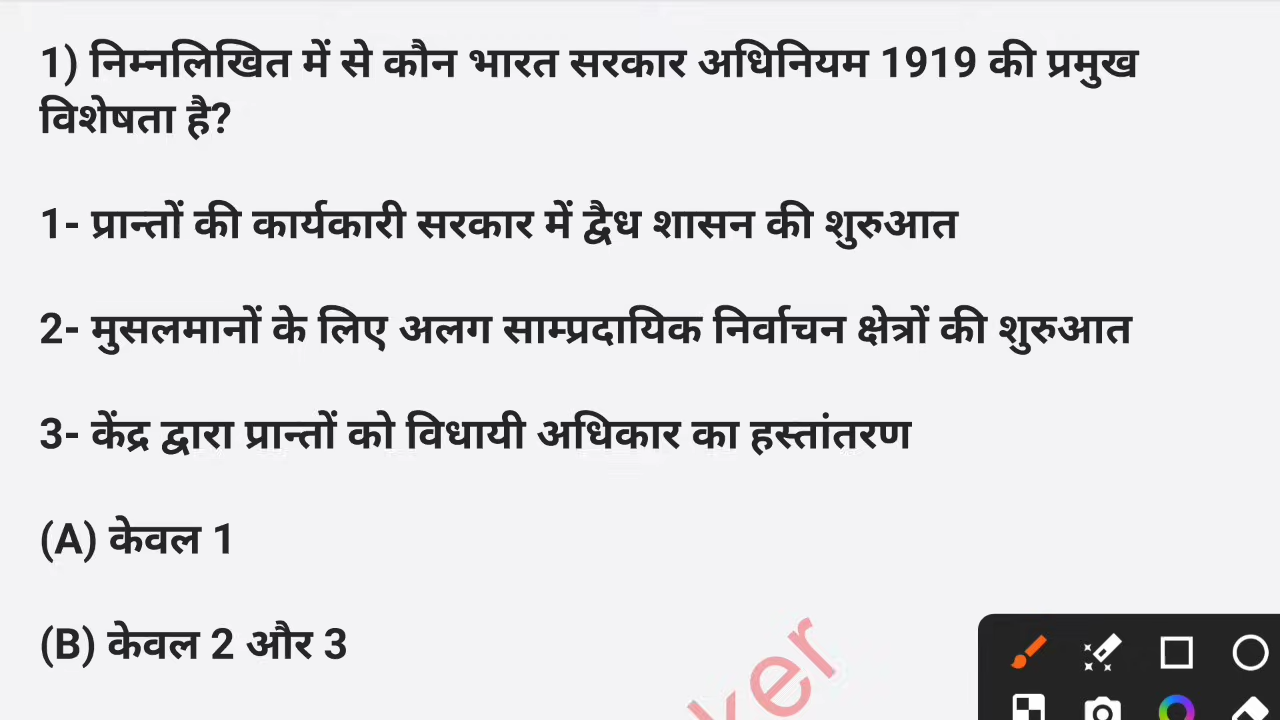 1) निम्नलिखित में से कौन भारत सरकार अधिनियम 1919 की प्रमुख
विशेषता है?
1- प्रान्तों की कार्यकारी सरकार में द्वैध शासन की शुरुआत
2- मुसलमानों के लिए अलग साम्प्रदायिक निर्वाचन क्षेत्रों की शुरुआत
3- केंद्र द्वारा प्रान्तों को विधायी अधिकार का हस्तांतरण
(A) केवल 1
(B) केवल 2 और 3
ker